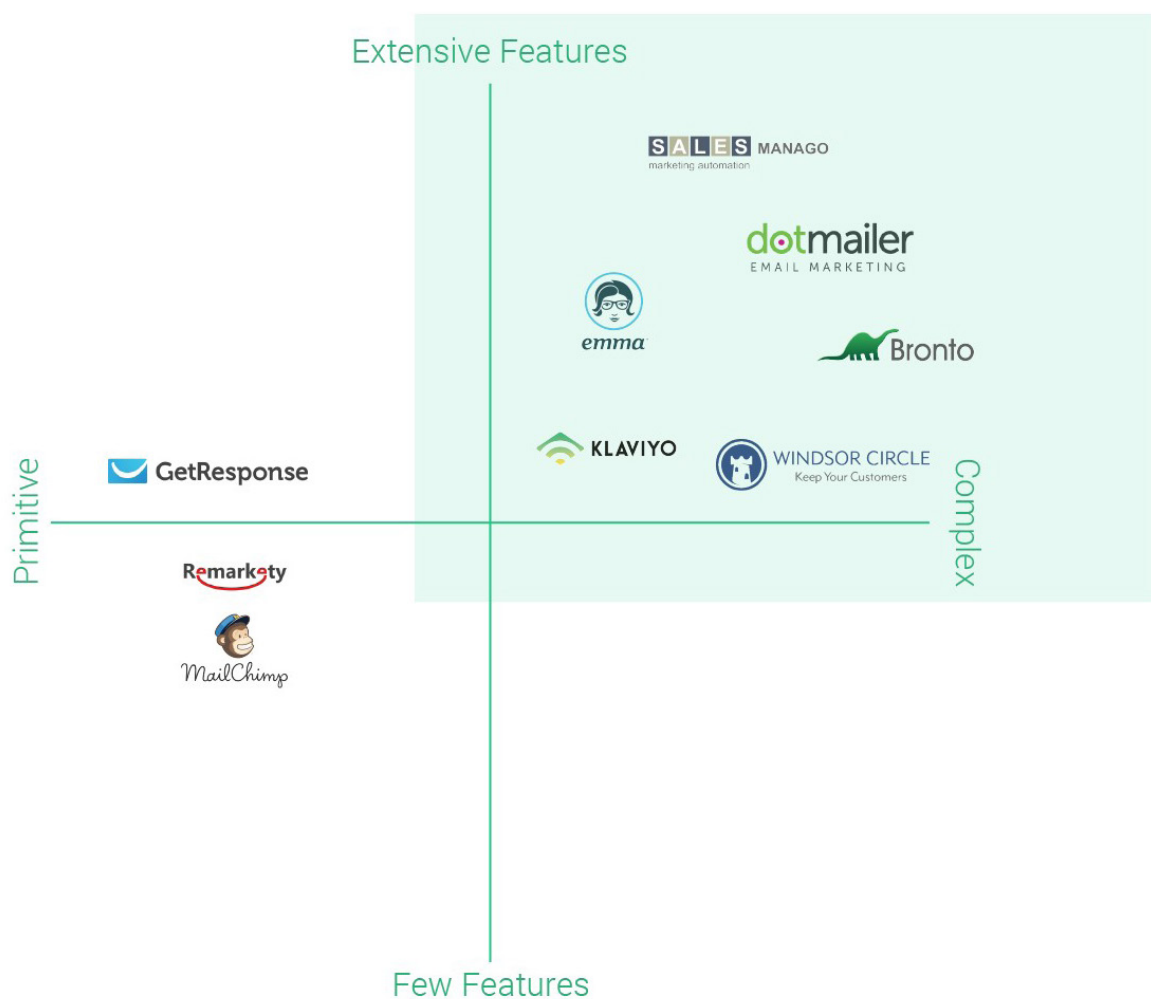 Extensive Features
SALES MANAGO
marketing automation
dotmailer
EMAIL MARKETING
emma
Bronto
KLAVIYO
WINDSOR CIRCLE
Keep Your Customers
GetResponse
Primitive
Complex
Remarkety
MailChimp
Few Features